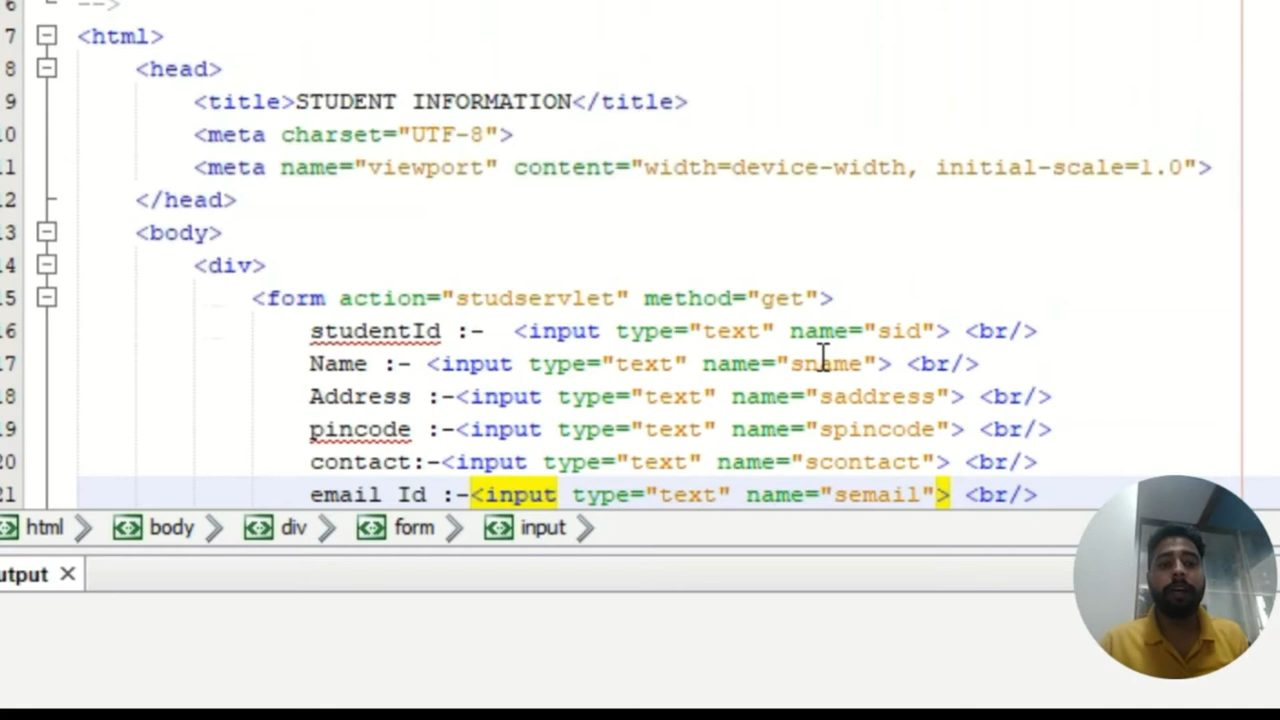 6 -->
7 <html>
8 <head>
9 <title>STUDENT INFORMATION</title>
10 <meta charset="UTF-8">
11 <meta name="viewport" content="width=device-width, initial-scale=1.0">
12 </head>
13 <body>
14 <div>
15 <form action="studservlet" method="get">
16 studentId :- <input type="text" name="sid"> <br/>
17 Name :- <input type="text" name="sname"> <br/>
18 Address :-<input type="text" name="saddress"> <br/>
19 pincode :-<input type="text" name="spincode"> <br/>
20 contact:-<input type="text" name="scontact"> <br/>
21 email Id :-<input type="text" name="semail"> <br/>
html body div form input
utput